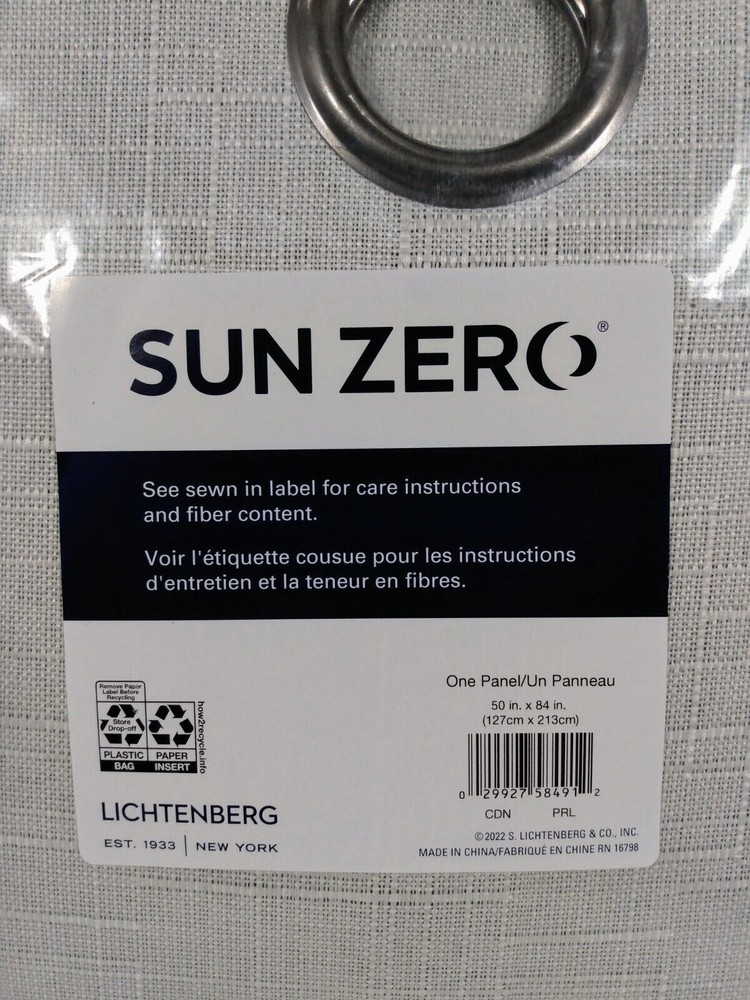 SUN ZERO®
See sewn in label for care instructions
and fiber content.
Voir l'étiquette cousue pour les instructions
d'entretien et la teneur en fibres.
Remove Paper
Label Before
Recycling
Store
Drop-off
PLASTIC
BAG
PAPER
INSERT
how2recycle.info
LICHTENBERG
EST. 1933 | NEW YORK
One Panel/Un Panneau
50 in. x 84 in.
(127cm x 213cm)
0 29927 58491 2
CDN PRL
©2022 S. LICHTENBERG & CO., INC.
MADE IN CHINA/FABRIQUÉ EN CHINE RN 16798